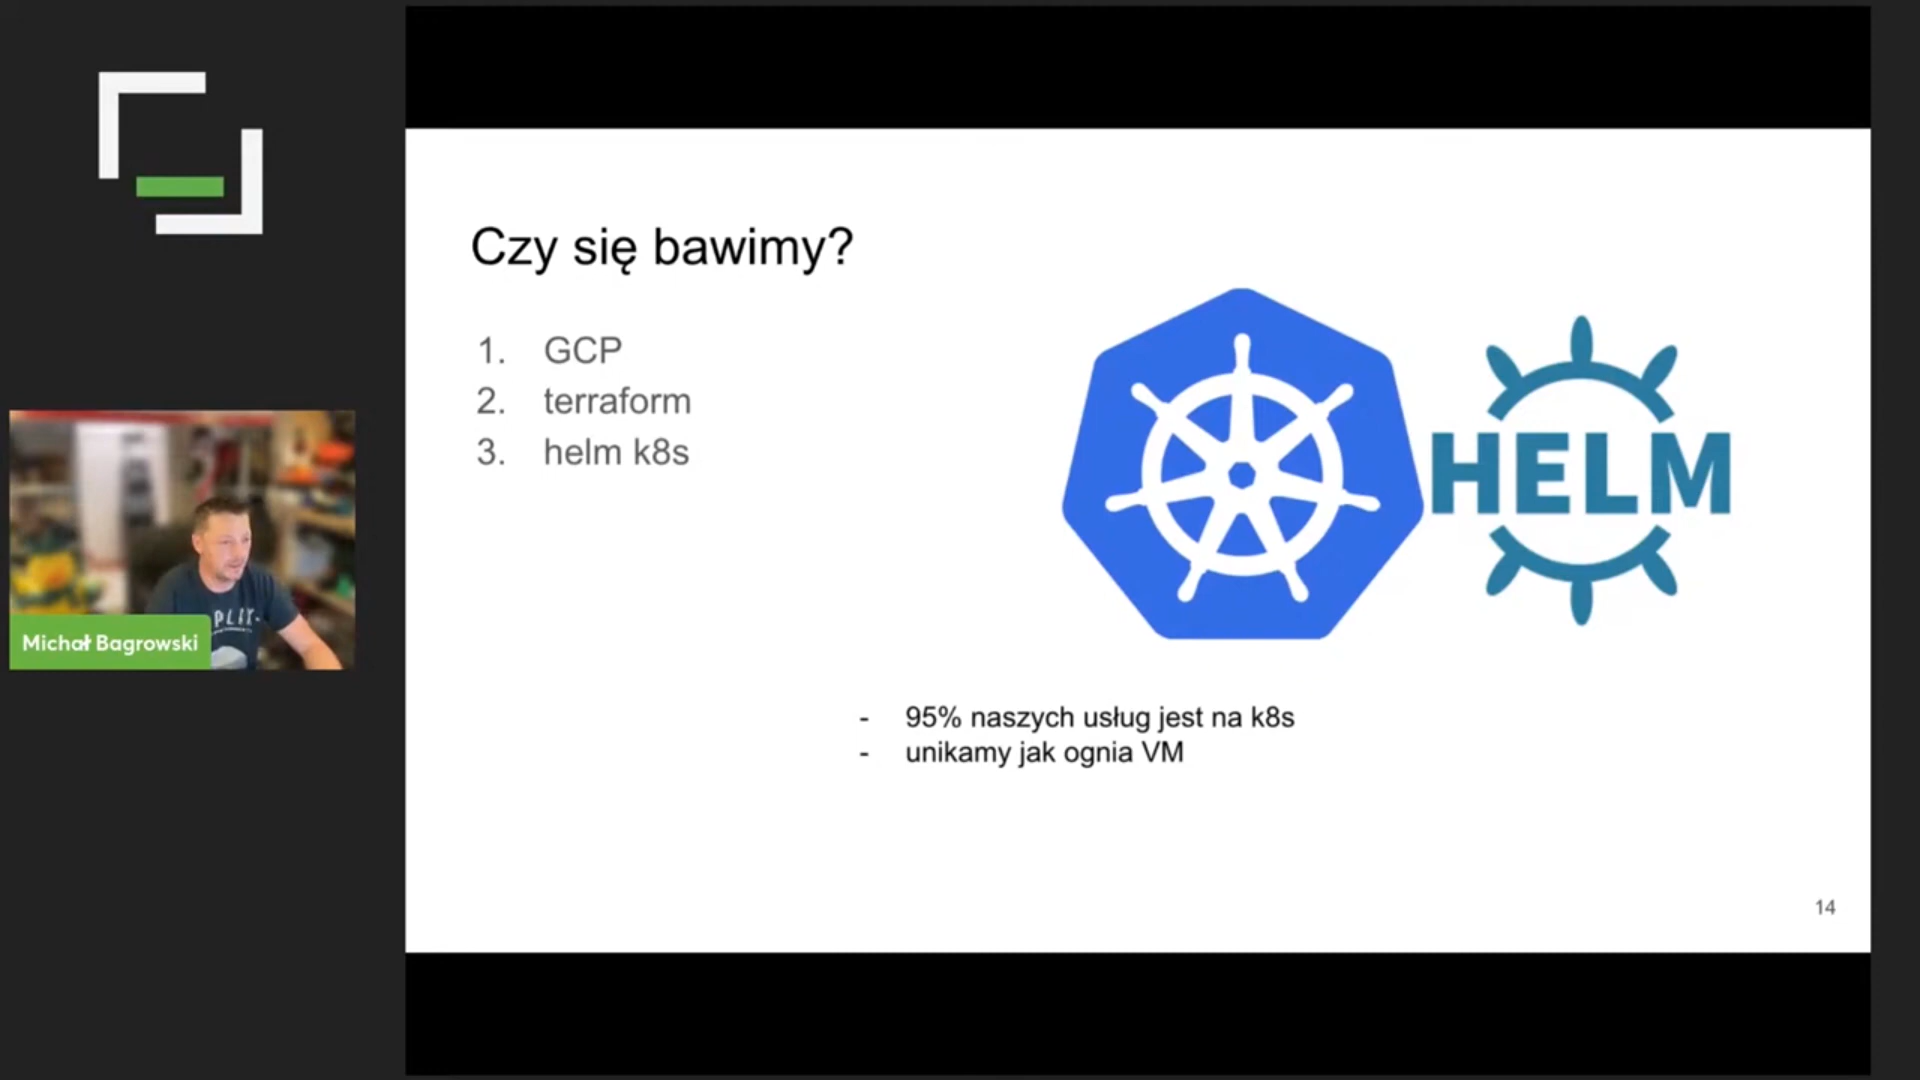 Czy się bawimy?
1. GCP
2. terraform
3. helm k8s
HELM
- 95% naszych usług jest na k8s
- unikamy jak ognia VM
14
Michał Bagrowski